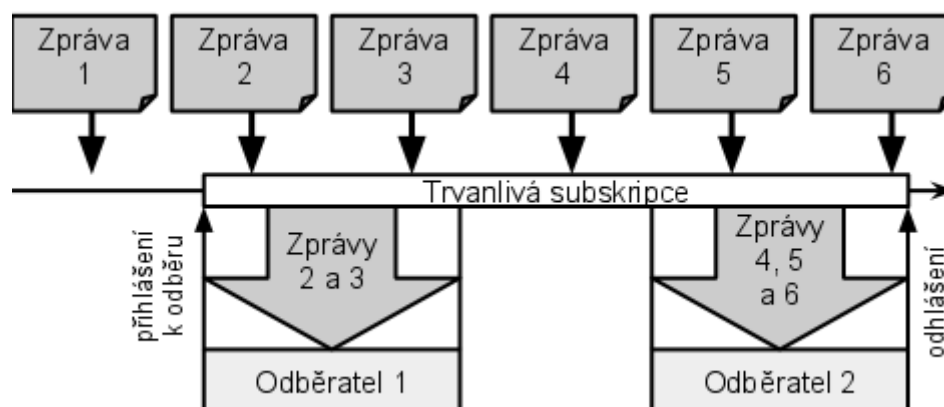 Zpráva
1
Zpráva
2
Zpráva
3
Zpráva
4
Zpráva
5
Zpráva
6
Trvanlivá subskripce
přihlášení
k odběru
Zprávy
2 a 3
Zprávy
4, 5
a 6
odhlášení
Odběratel 1
Odběratel 2